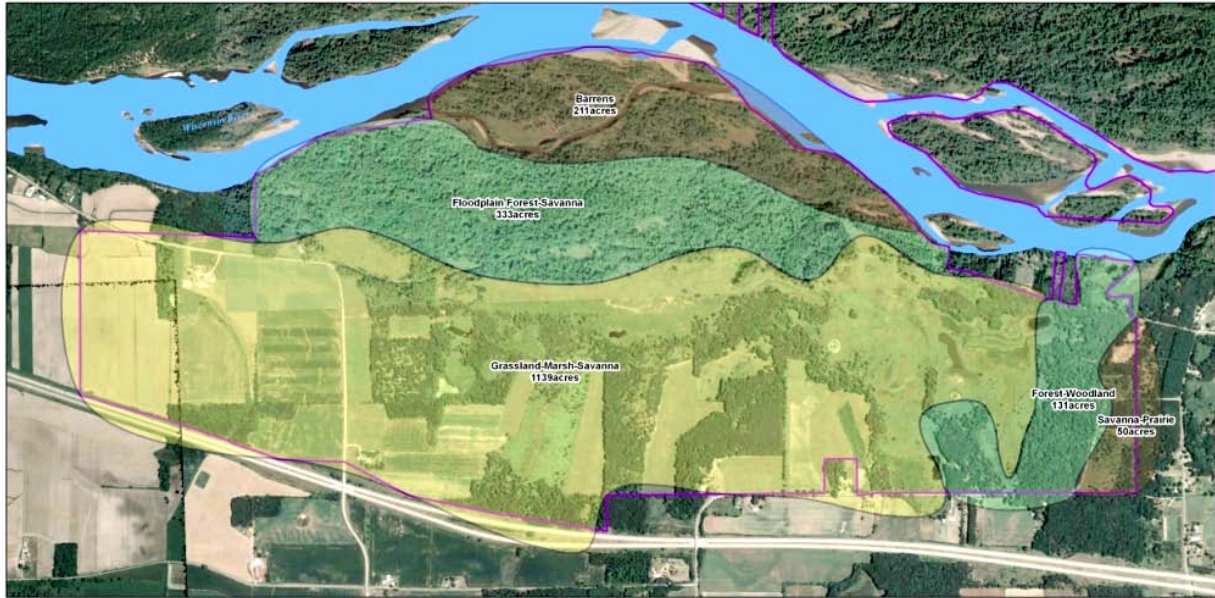 Barrens
211acres
Wisconsin River
Floodplain Forest-Savanna
333acres
Grassland-Marsh-Savanna
1139acres
Forest-Woodland
131acres
Savanna-Prairie
50acres